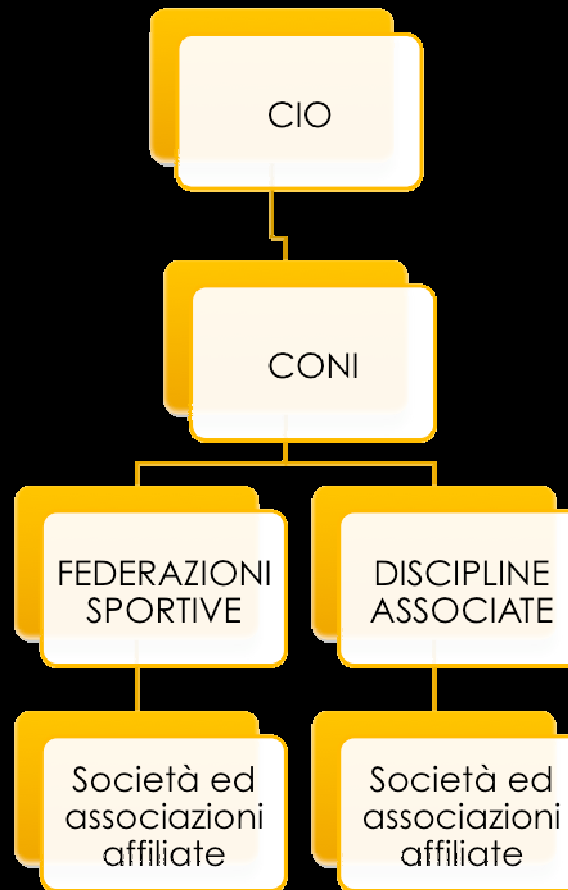 CIO
CONI
FEDERAZIONI
SPORTIVE
DISCIPLINE
ASSOCIATE
Società ed
associazioni
affiliate
Società ed
associazioni
affiliate